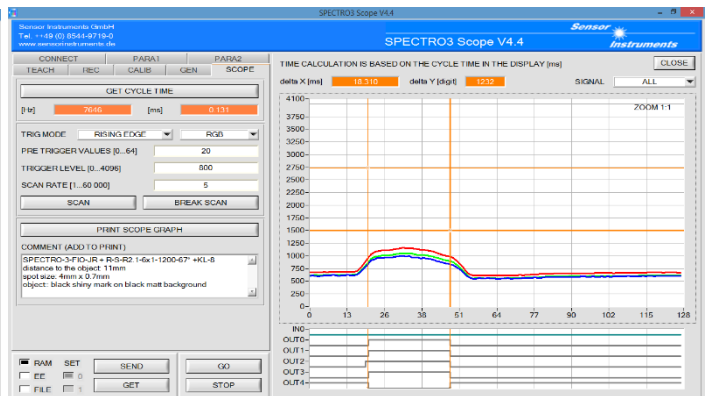 SPECTRO3 Scope V4.4
Sensor Instruments GmbH
Tel. ++49 (0) 8544-9719-0
www.sensorinstruments.de
SPECTRO3 Scope V4.4
Sensor
Instruments
CONNECT PARA1 PARA2
TEACH REC CALIB GEN SCOPE
GET CYCLE TIME
[Hz] 7646 [ms] 0.131
TRIG MODE RISING EDGE RGB
PRE TRIGGER VALUES [0..64] 20
TRIGGER LEVEL [0...4096] 800
SCAN RATE [1...60 000] 5
SCAN BREAK SCAN
PRINT SCOPE GRAPH
COMMENT (ADD TO PRINT)
SPECTRO-3-FIO-JR + R-S-R2.1-6x1-1200-67° +KL-8
distance to the object: 11mm
spot size: 4mm x 0.7mm
object: black shiny mark on black matt background
RAM SET SEND GO
EE 0
FILE 1 GET STOP
TIME CALCULATION IS BASED ON THE CYCLE TIME IN THE DISPLAY [ms] CLOSE
delta X [ms] 18.310 delta Y [digit] 1232 SIGNAL ALL
ZOOM 1:1
4100
3750
3500
3250
3000
2750
2500
2250
2000
1750
1500
1250
1000
750
500
250
0
0 13 26 38 51 64 77 90 102 115 128
IN0
OUT0
OUT1
OUT2
OUT3
OUT4